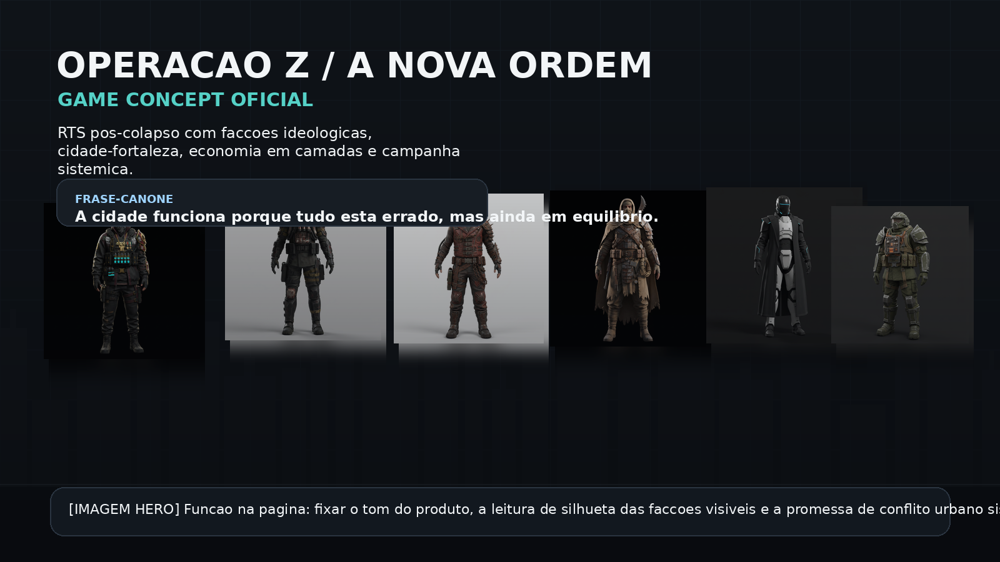 OPERACAO Z / A NOVA ORDEM
GAME CONCEPT OFICIAL
RTS pos-colapso com faccoes ideologicas,
cidade-fortaleza, economia em camadas e campanha
sistemica.
FRASE-CANONE
A cidade funciona porque tudo esta errado, mas ainda em equilibrio.
[IMAGEM HERO] Funcao na pagina: fixar o tom do produto, a leitura de silhueta das faccoes visiveis e a promessa de conflito urbano